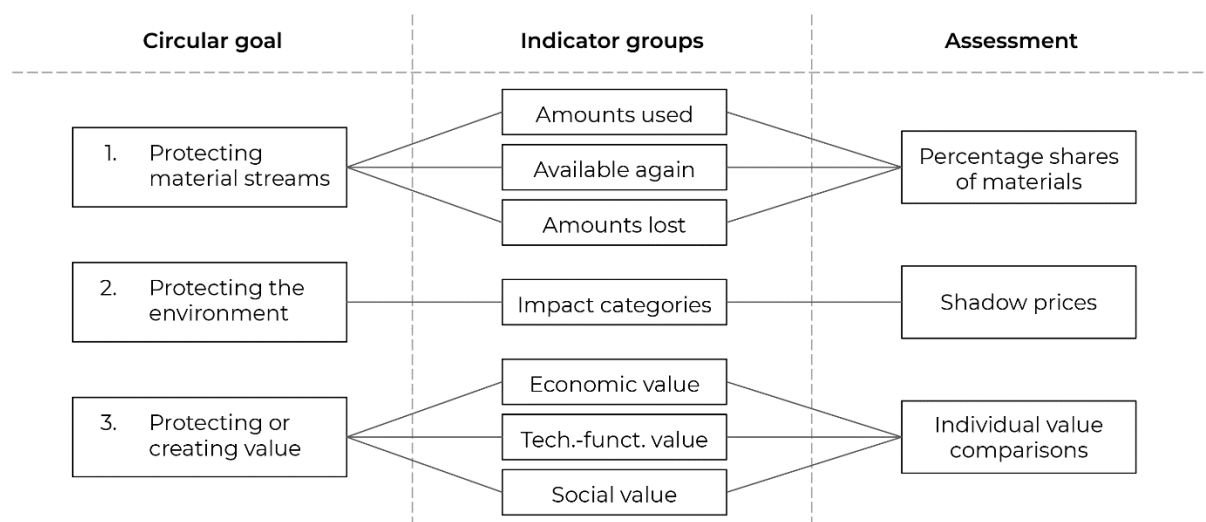 Circular goal
Indicator groups
Assessment
1. Protecting
material streams
Amounts used
Available again
Amounts lost
Percentage shares
of materials
2. Protecting the
environment
Impact categories
Shadow prices
3. Protecting or
creating value
Economic value
Tech.-funct. value
Social value
Individual value
comparisons